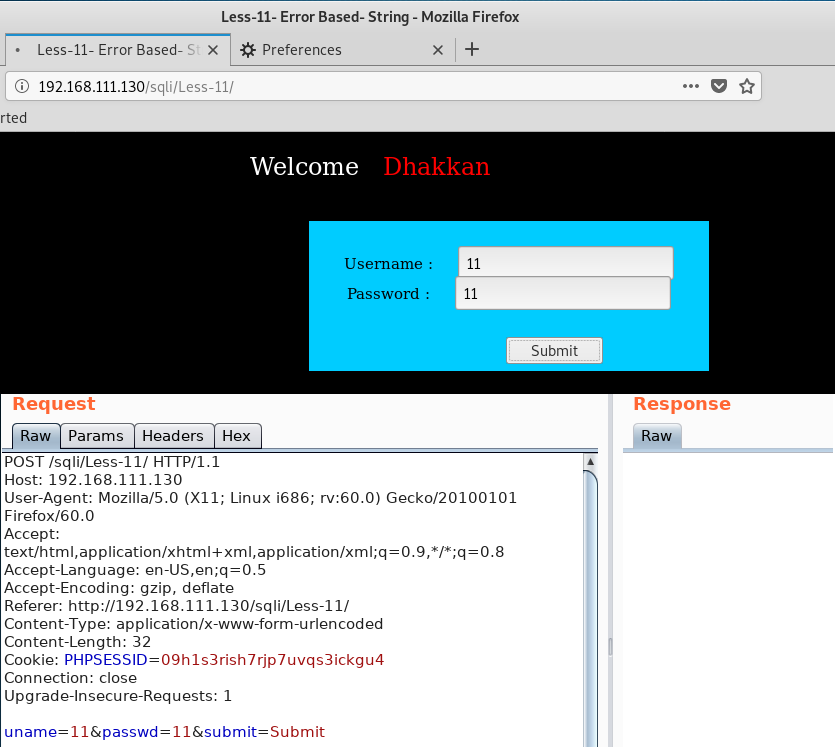 Less-11- Error Based- String - Mozilla Firefox
Less-11- Error Based- St
Preferences
192.168.111.130/sqli/Less-11/
rted
Welcome Dhakkan
Username : 11
Password : 11
Submit
Request
Response
Raw Params Headers Hex
Raw
POST /sqli/Less-11/ HTTP/1.1
Host: 192.168.111.130
User-Agent: Mozilla/5.0 (X11; Linux i686; rv:60.0) Gecko/20100101
Firefox/60.0
Accept:
text/html,application/xhtml+xml,application/xml;q=0.9,*/*;q=0.8
Accept-Language: en-US,en;q=0.5
Accept-Encoding: gzip, deflate
Referer: http://192.168.111.130/sqli/Less-11/
Content-Type: application/x-www-form-urlencoded
Content-Length: 32
Cookie: PHPSESSID=09h1s3rish7rjp7uvqs3ickgu4
Connection: close
Upgrade-Insecure-Requests: 1
uname=11&passwd=11&submit=Submit